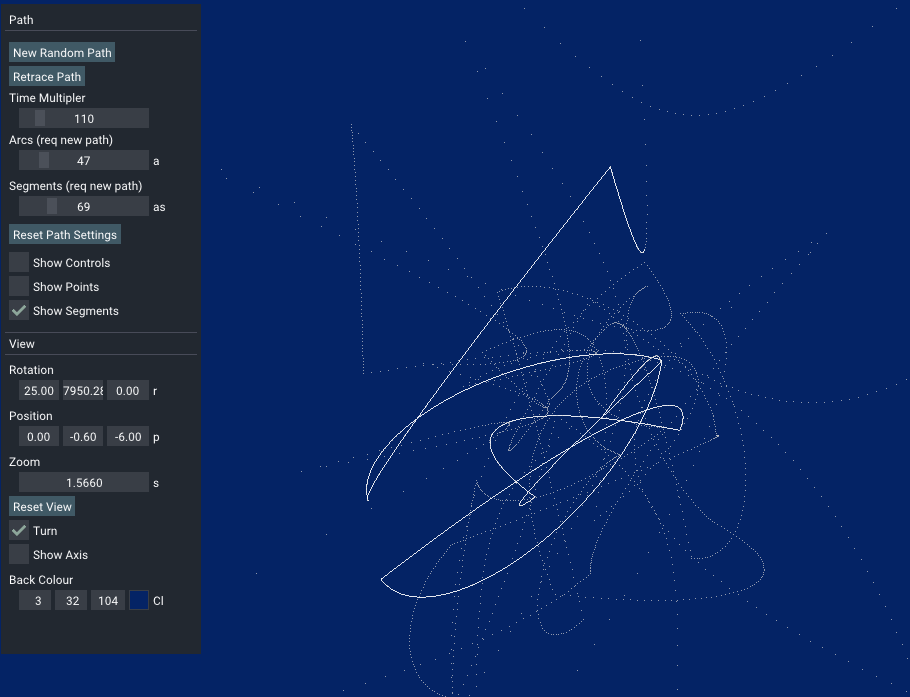 Path
New Random Path
Retrace Path
Time Multipler
110
Arcs (req new path)
47 a
Segments (req new path)
69 as
Reset Path Settings
Show Controls
Show Points
Show Segments
View
Rotation
25.00 7950.28 0.00 r
Position
0.00 -0.60 -6.00 p
Zoom
1.5660 s
Reset View
Turn
Show Axis
Back Colour
3 32 104 Cl